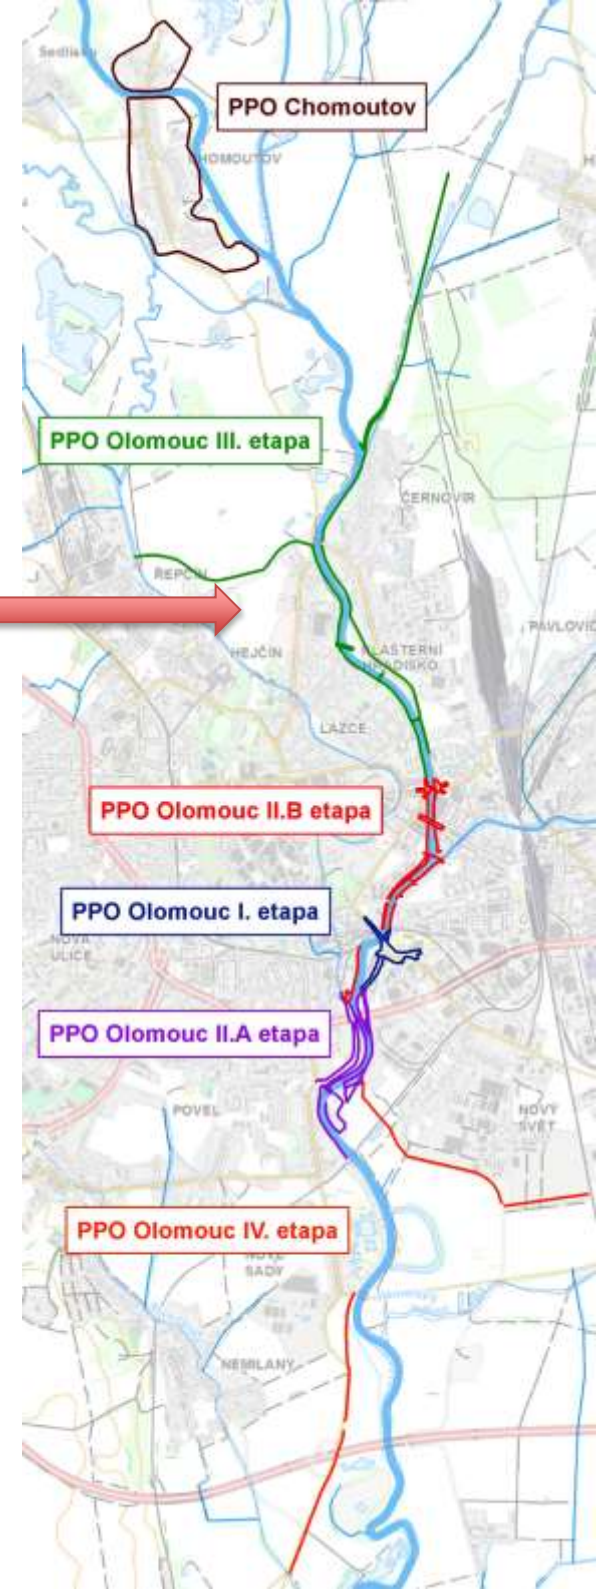 Sedlisko
PPO Chomoutov
CHOMOUTOV
PPO Olomouc III. etapa
ČERNOVÍR
ŘEPČÍN
PAVLOVIČ
HEJČÍN
KLÁŠTERNÍ
HRADISKO
LAZCE
PPO Olomouc II.B etapa
PPO Olomouc I. etapa
NOVÁ
ULICE
PPO Olomouc II.A etapa
POVEL
NOVÝ
SVĚT
PPO Olomouc IV. etapa
NOVÉ
SADY
NEMILANY